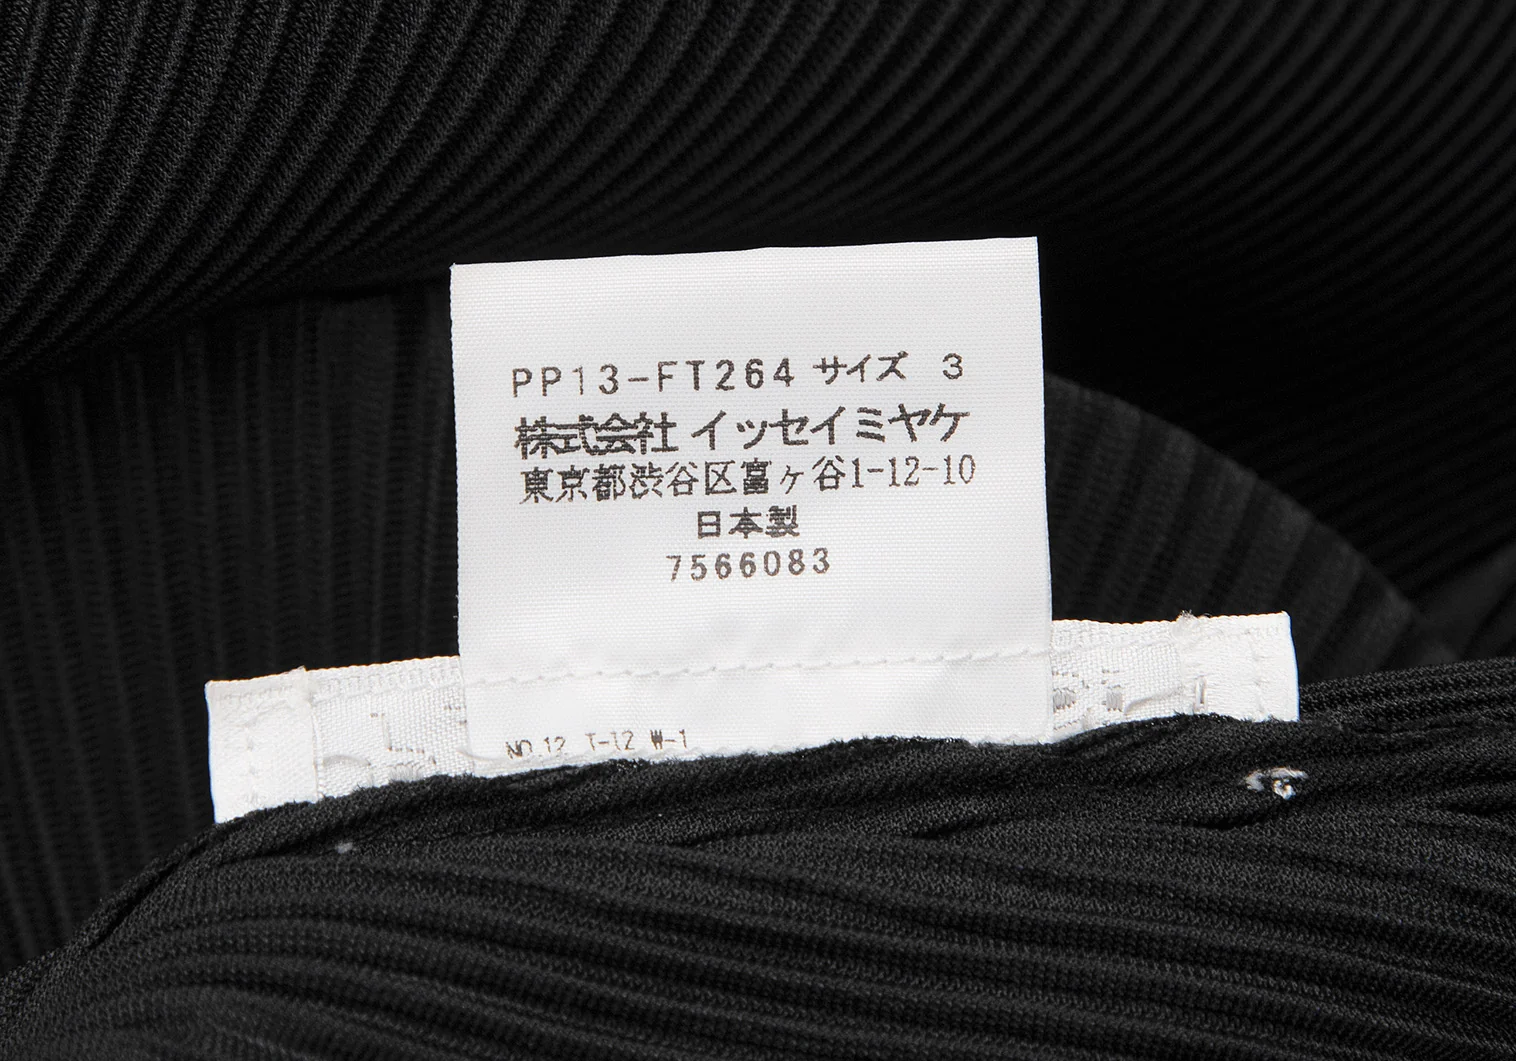 PP13-FT264 サイズ 3
株式会社 イッセイミヤケ
東京都渋谷区富ヶ谷1-12-10
日本製
7566083
NO.12 T-12 W-1